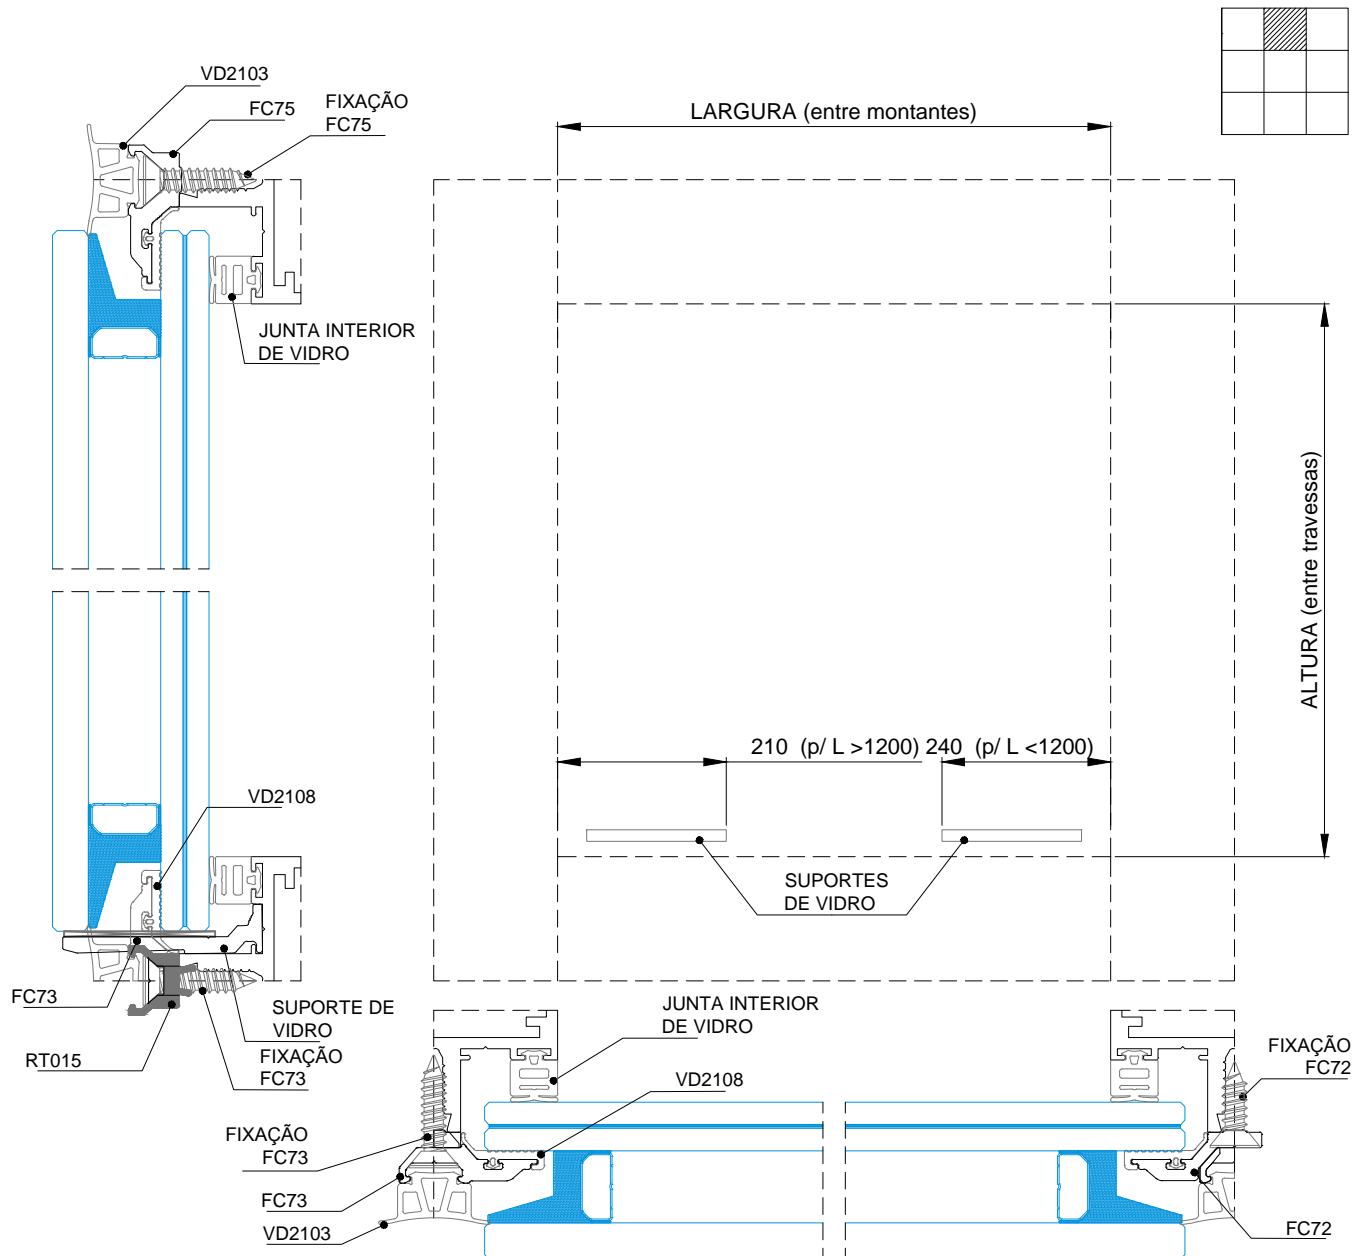 VD2103
FC75
FIXAÇÃO
FC75
LARGURA (entre montantes)
JUNTA INTERIOR
DE VIDRO
ALTURA (entre travessas)
210 (p/ L >1200) 240 (p/ L <1200)
VD2108
SUPORTES
DE VIDRO
FC73
SUPORTE DE
VIDRO
RT015
FIXAÇÃO
FC73
JUNTA INTERIOR
DE VIDRO
FIXAÇÃO
FC72
VD2108
FIXAÇÃO
FC73
FC73
VD2103
FC72